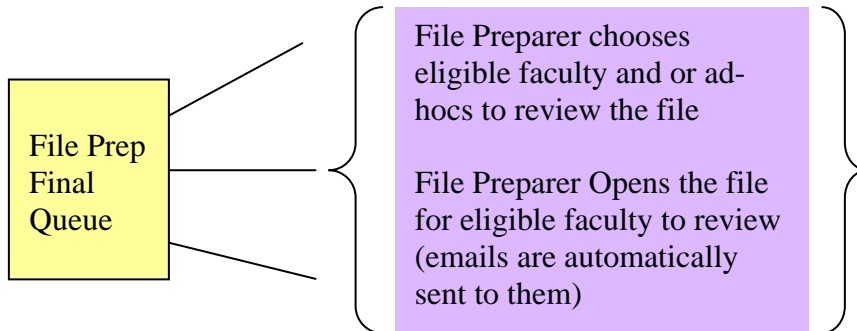 File Prep
Final
Queue
File Preparer chooses
eligible faculty and or ad-
hocs to review the file
File Preparer Opens the file
for eligible faculty to review
(emails are automatically
sent to them)